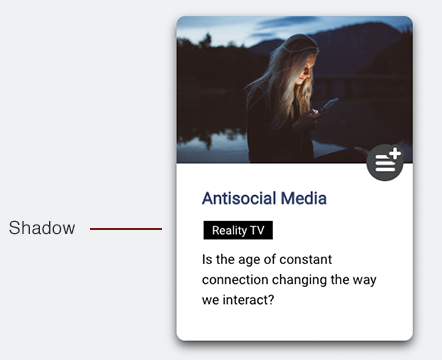 Antisocial Media
Shadow
Reality TV
Is the age of constant
connection changing the way
we interact?